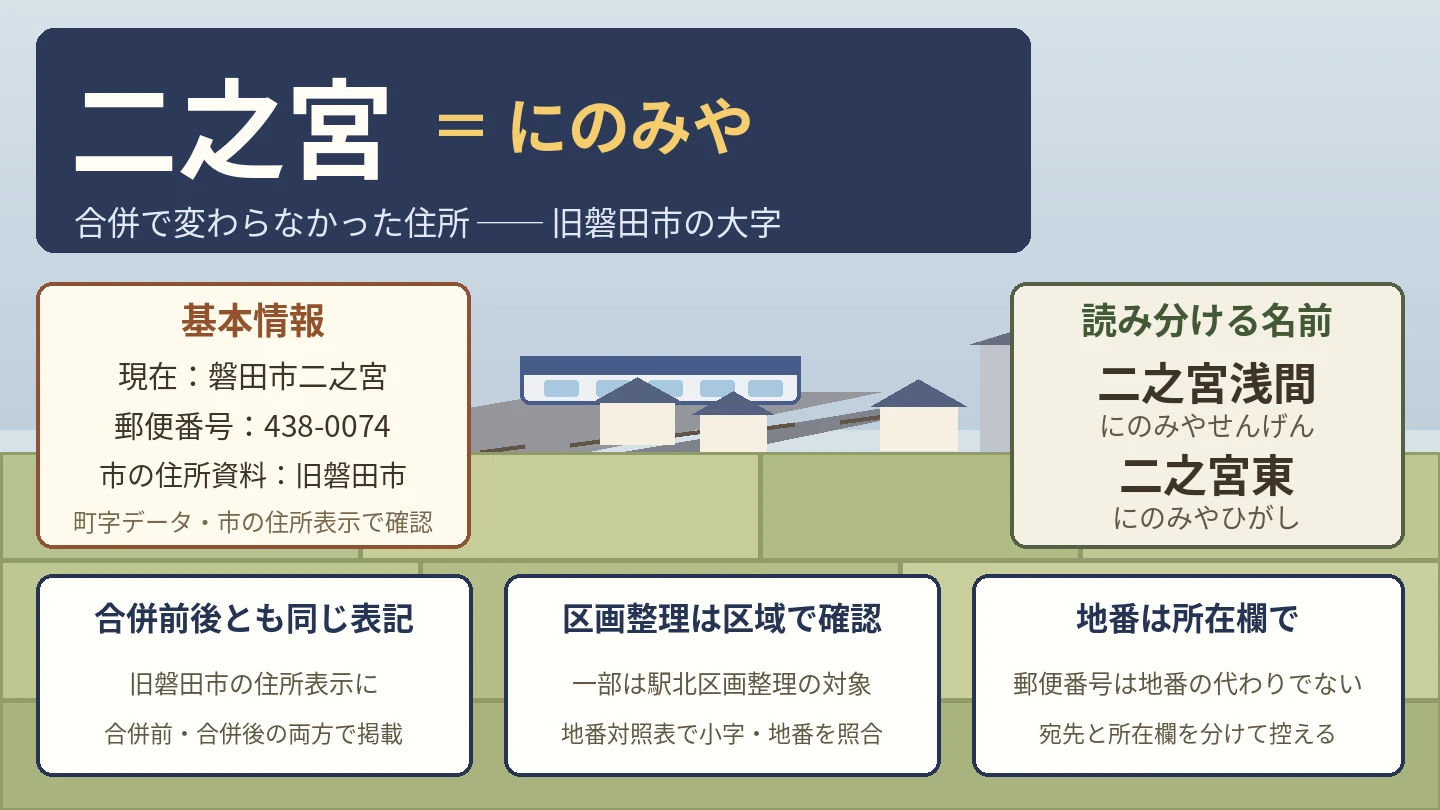 二之宮 = にのみや
合併で変わらなかった住所 ―― 旧磐田市の大字
基本情報
現在：磐田市二之宮
郵便番号：438-0074
市の住所資料：旧磐田市
町字データ・市の住所表示で確認
読み分ける名前
二之宮浅間
にのみやせんげん
二之宮東
にのみやひがし
合併前後とも同じ表記
旧磐田市の住所表示に
合併前・合併後の両方で掲載
区画整理は区域で確認
一部は駅北区画整理の対象
地番対照表で小字・地番を照合
地番は所在欄で
郵便番号は地番の代わりでない
宛先と所在欄を分けて控える